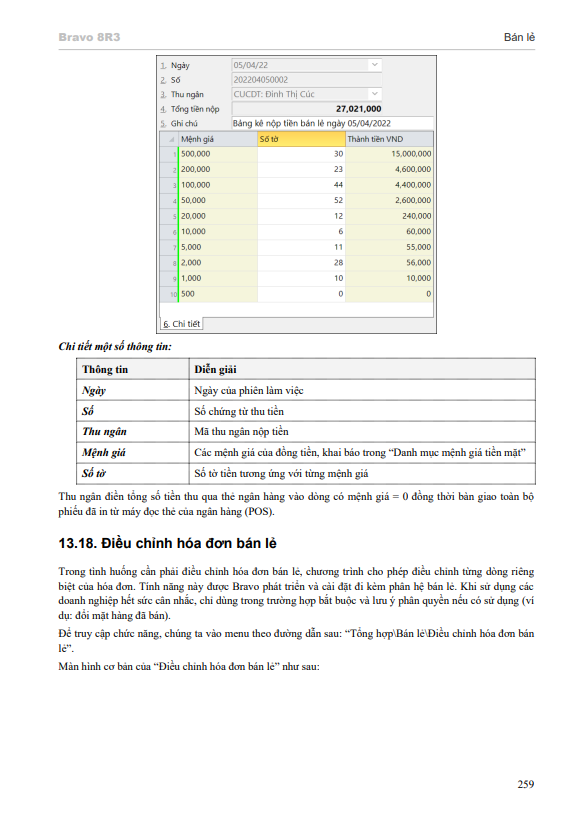 Bravo 8R3 Bán lẻ
1. Ngày 05/04/22
2. Số 202204050002
3. Thu ngân CUCDT: Đinh Thị Cúc
4. Tổng tiền nộp 27,021,000
5. Ghi chú Bảng kê nộp tiền bán lẻ ngày 05/04/2022
Mệnh giá Số tờ Thành tiền VND
1 500,000 30 15,000,000
2 200,000 23 4,600,000
3 100,000 44 4,400,000
4 50,000 52 2,600,000
5 20,000 12 240,000
6 10,000 6 60,000
7 5,000 11 55,000
8 2,000 28 56,000
9 1,000 10 10,000
10 500 0 0
6. Chi tiết
Chi tiết một số thông tin:
Thông tin Diễn giải
Ngày Ngày của phiên làm việc
Số Số chứng từ thu tiền
Thu ngân Mã thu ngân nộp tiền
Mệnh giá Các mệnh giá của đồng tiền, khai báo trong “Danh mục mệnh giá tiền mặt”
Số tờ Số tờ tiền tương ứng với từng mệnh giá
Thu ngân điền tổng số tiền thu qua thẻ ngân hàng vào dòng có mệnh giá = 0 đồng thời bàn giao toàn bộ
phiếu đã in từ máy đọc thẻ của ngân hàng (POS).
13.18. Điều chỉnh hóa đơn bán lẻ
Trong tình huống cần phải điều chỉnh hóa đơn bán lẻ, chương trình cho phép điều chỉnh từng dòng riêng
biệt của hóa đơn. Tính năng này được Bravo phát triển và cài đặt đi kèm phân hệ bán lẻ. Khi sử dụng các
doanh nghiệp hết sức cân nhắc, chỉ dùng trong trường hợp bắt buộc và lưu ý phân quyền nếu có sử dụng (ví
dụ: đổi mặt hàng đã bán).
Để truy cập chức năng, chúng ta vào menu theo đường dẫn sau: “Tổng hợp\Bán lẻ\Điều chỉnh hóa đơn bán
lẻ”.
Màn hình cơ bản của “Điều chỉnh hóa đơn bán lẻ” như sau:
259